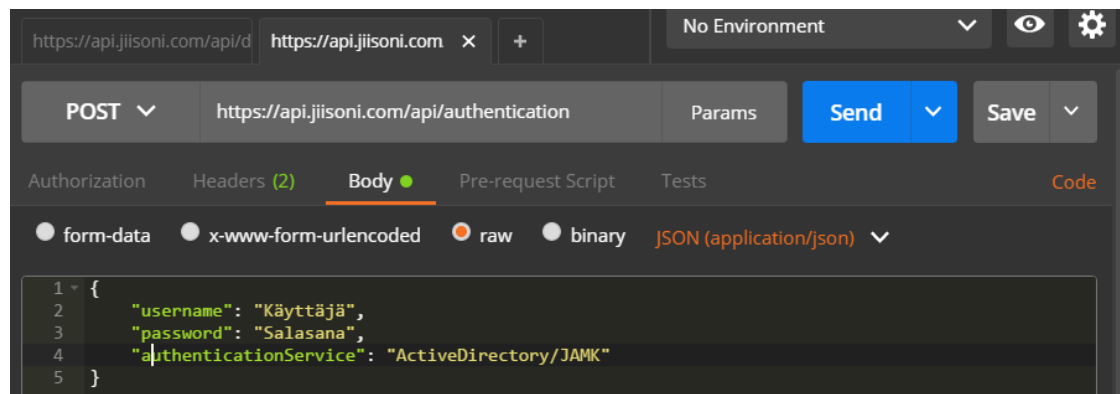 https://api.jiisoni.com/api/d https://api.jiisoni.com × + No Environment
POST https://api.jiisoni.com/api/authentication Params Send Save
Authorization Headers (2) Body Pre-request Script Tests Code
form-data x-www-form-urlencoded raw binary JSON (application/json)
1 {
2 "username": "Käyttäjä",
3 "password": "Salasana",
4 "authenticationService": "ActiveDirectory/JAMK"
5 }